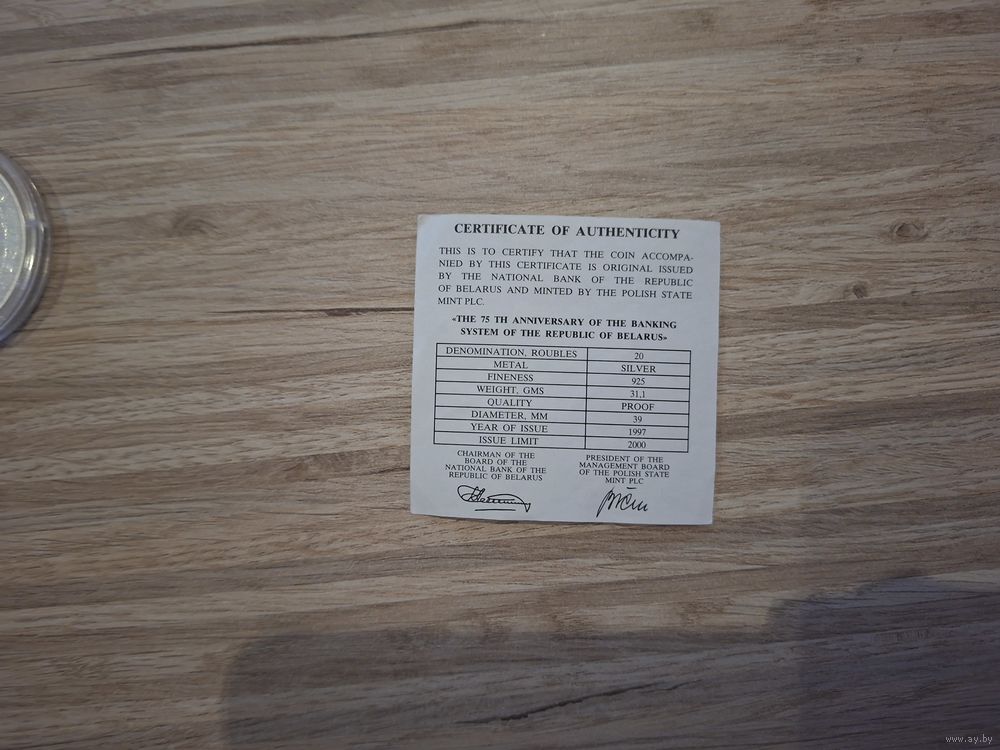 CERTIFICATE OF AUTHENTICITY
THIS IS TO CERTIFY THAT THE COIN ACCOMPA-
NIED BY THIS CERTIFICATE IS ORIGINAL ISSUED
BY THE NATIONAL BANK OF THE REPUBLIC
OF BELARUS AND MINTED BY THE POLISH STATE
MINT PLC.
«THE 75 TH ANNIVERSARY OF THE BANKING
SYSTEM OF THE REPUBLIC OF BELARUS»
DENOMINATION, ROUBLES 20
METAL SILVER
FINENESS 925
WEIGHT, GMS 31,1
QUALITY PROOF
DIAMETER, MM 39
YEAR OF ISSUE 1997
ISSUE LIMIT 2000
CHAIRMAN OF THE
BOARD OF THE
NATIONAL BANK OF THE
REPUBLIC OF BELARUS
PRESIDENT OF THE
MANAGEMENT BOARD
OF THE POLISH STATE
MINT PLC
www.ay.by